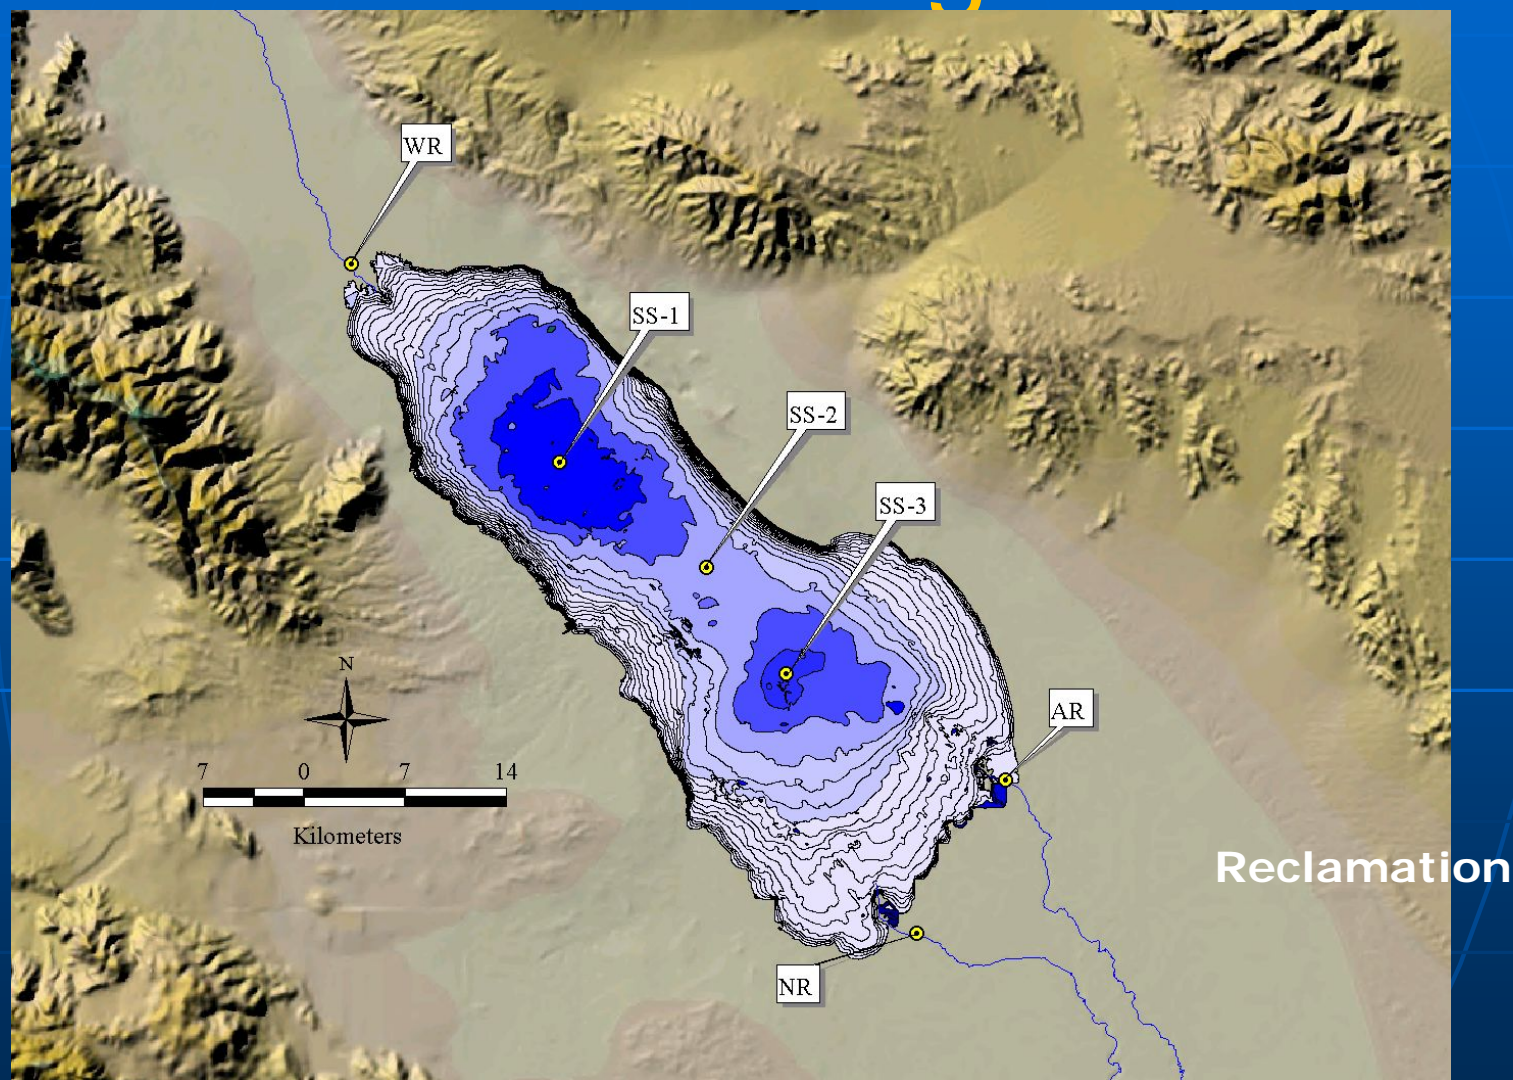 WR
SS-1
SS-2
SS-3
N
AR
7 0 7 14
Kilometers
Reclamation
NR